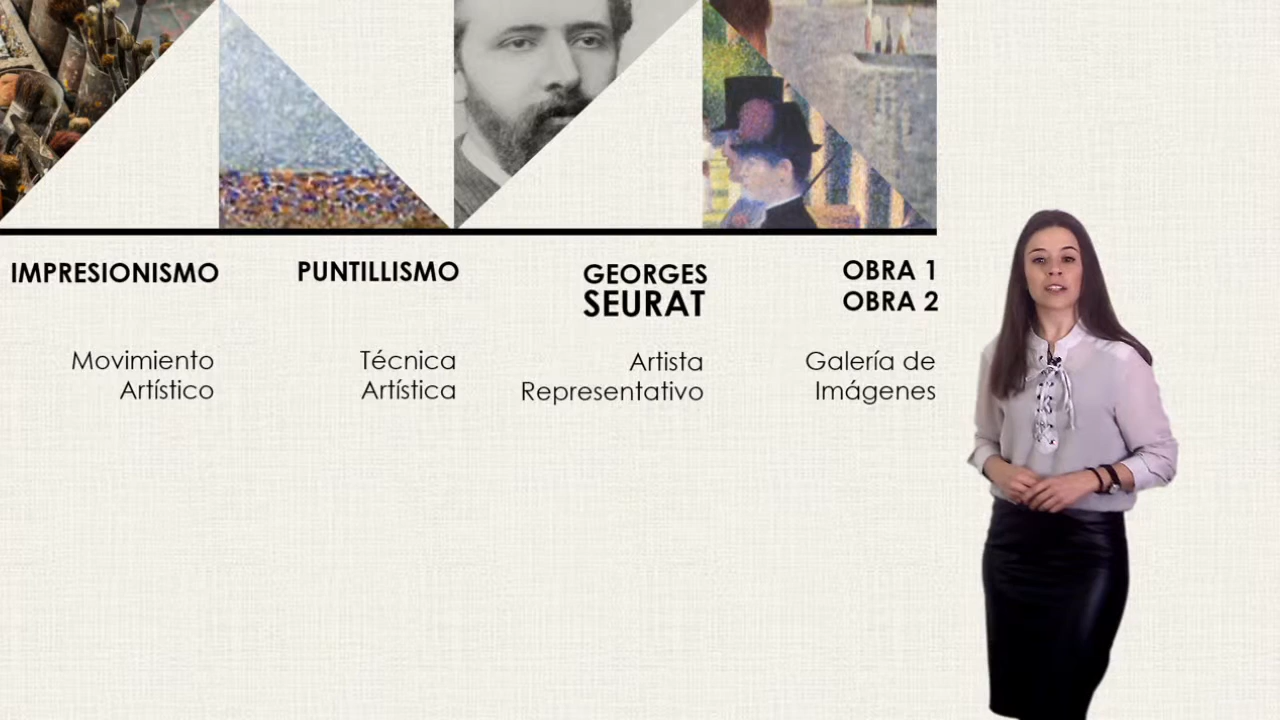 IMPRESIONISMO
Movimiento
Artístico
PUNTILLISMO
Técnica
Artística
GEORGES
SEURAT
Artista
Representativo
OBRA 1
OBRA 2
Galería de
Imágenes